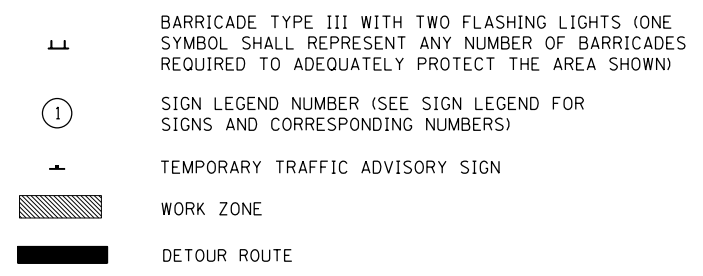 BARRICADE TYPE III WITH TWO FLASHING LIGHTS (ONE
SYMBOL SHALL REPRESENT ANY NUMBER OF BARRICADES
REQUIRED TO ADEQUATELY PROTECT THE AREA SHOWN)
1
SIGN LEGEND NUMBER (SEE SIGN LEGEND FOR
SIGNS AND CORRESPONDING NUMBERS)
TEMPORARY TRAFFIC ADVISORY SIGN
WORK ZONE
DETOUR ROUTE